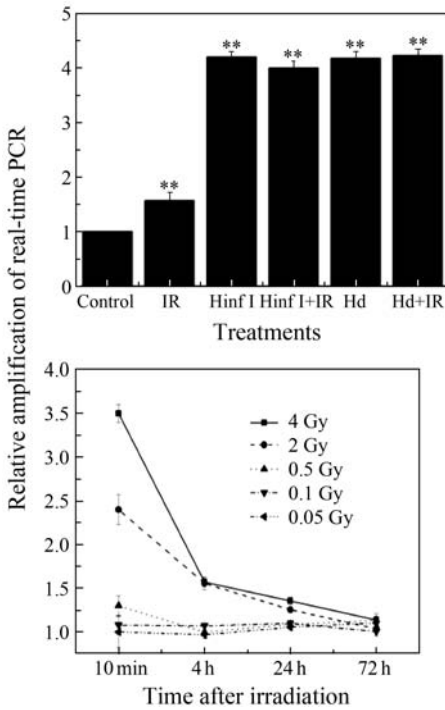 Relative amplification of real-time PCR
5
4
3
2
1
0
** ** ** ** **
Control IR Hinf I Hinf I+IR Hd Hd+IR
Treatments
4.0
3.5
3.0
2.5
2.0
1.5
1.0
4 Gy
2 Gy
0.5 Gy
0.1 Gy
0.05 Gy
10 min 4 h 24 h 72 h
Time after irradiation